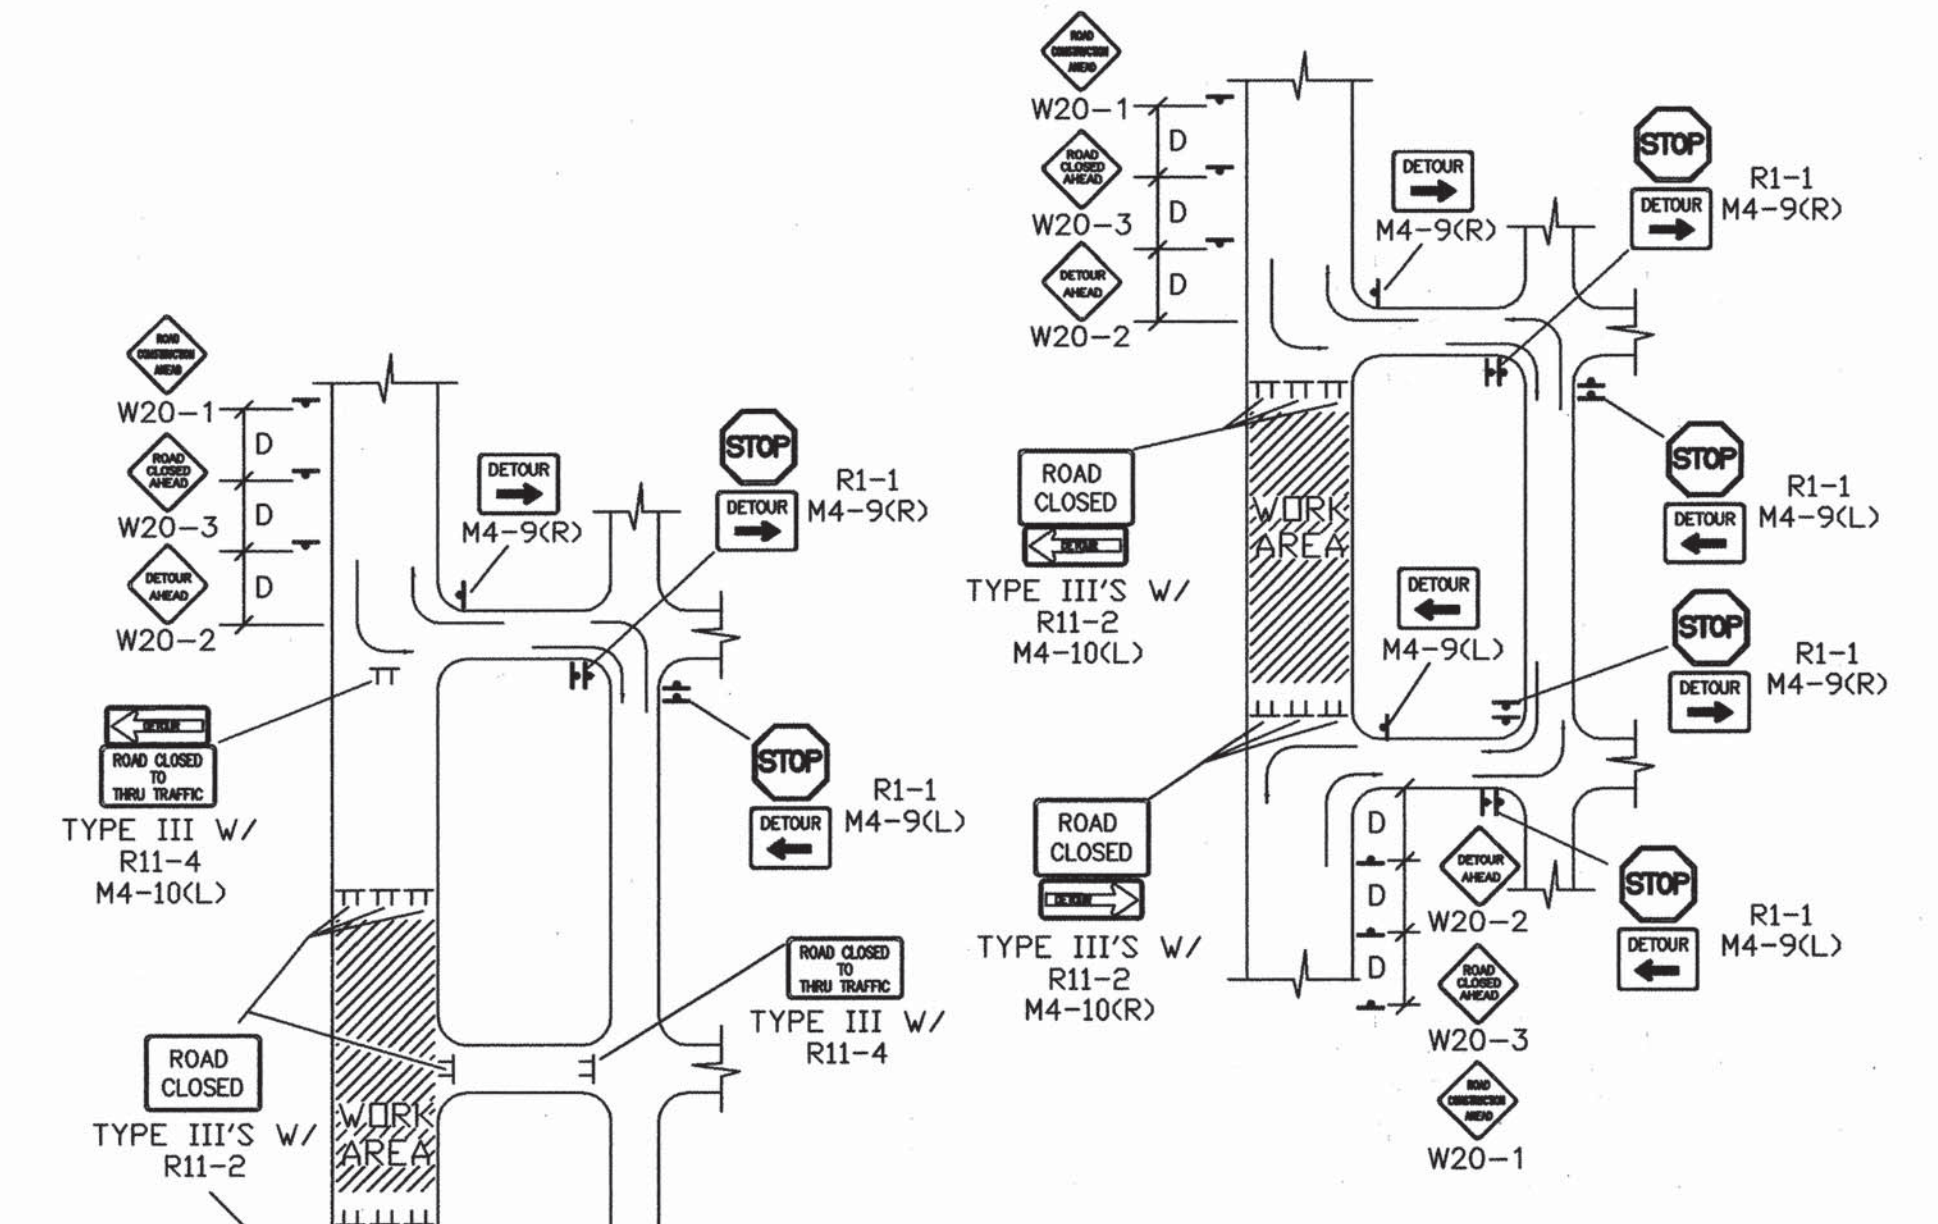 ROAD
CONSTRUCTION
AHEAD
W20-1
D
ROAD
CLOSED
AHEAD
W20-3
D
DETOUR
AHEAD
W20-2
D
DETOUR
M4-9(R)
STOP
DETOUR
R1-1
M4-9(R)
STOP
DETOUR
R1-1
M4-9(L)
DETOUR
ROAD CLOSED
TO
THRU TRAFFIC
TYPE III W/
R11-4
M4-10(L)
ROAD CLOSED
TO
THRU TRAFFIC
TYPE III W/
R11-4
ROAD
CLOSED
TYPE III'S W/
R11-2
WORK
AREA
ROAD
CONSTRUCTION
AHEAD
W20-1
D
ROAD
CLOSED
AHEAD
W20-3
D
DETOUR
AHEAD
W20-2
D
DETOUR
M4-9(R)
STOP
DETOUR
R1-1
M4-9(R)
STOP
DETOUR
R1-1
M4-9(L)
ROAD
CLOSED
DETOUR
TYPE III'S W/
R11-2
M4-10(L)
WORK
AREA
DETOUR
M4-9(L)
STOP
DETOUR
R1-1
M4-9(R)
ROAD
CLOSED
DETOUR
TYPE III'S W/
R11-2
M4-10(R)
D
D
D
DETOUR
AHEAD
W20-2
ROAD
CLOSED
AHEAD
W20-3
ROAD
CONSTRUCTION
AHEAD
W20-1
STOP
DETOUR
R1-1
M4-9(L)